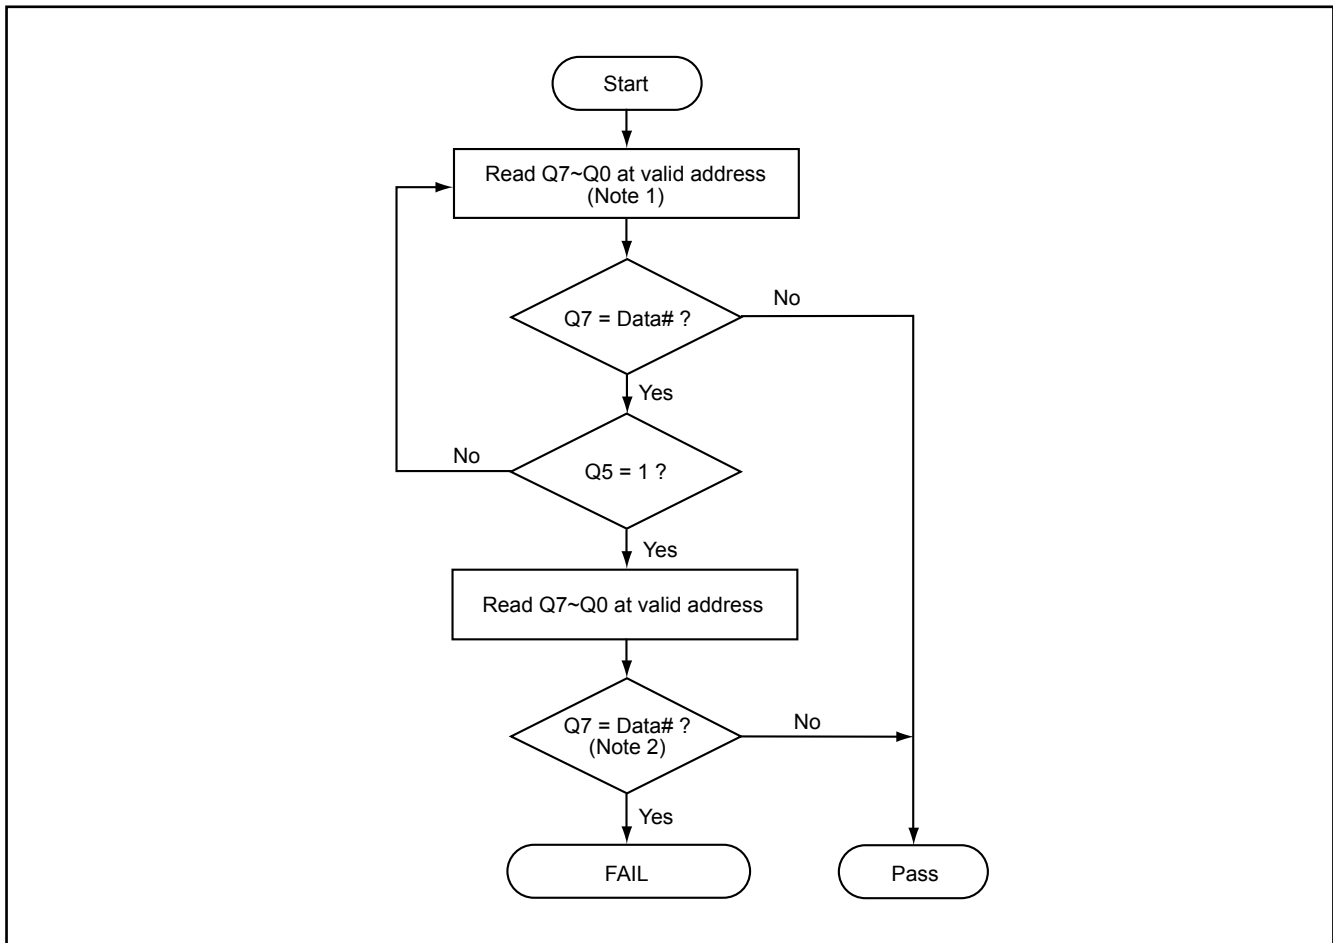 Start
Read Q7~Q0 at valid address
(Note 1)
No
Q7 = Data# ?
Yes
No
Q5 = 1 ?
Yes
Read Q7~Q0 at valid address
Q7 = Data# ?
(Note 2)
No
Yes
FAIL
Pass